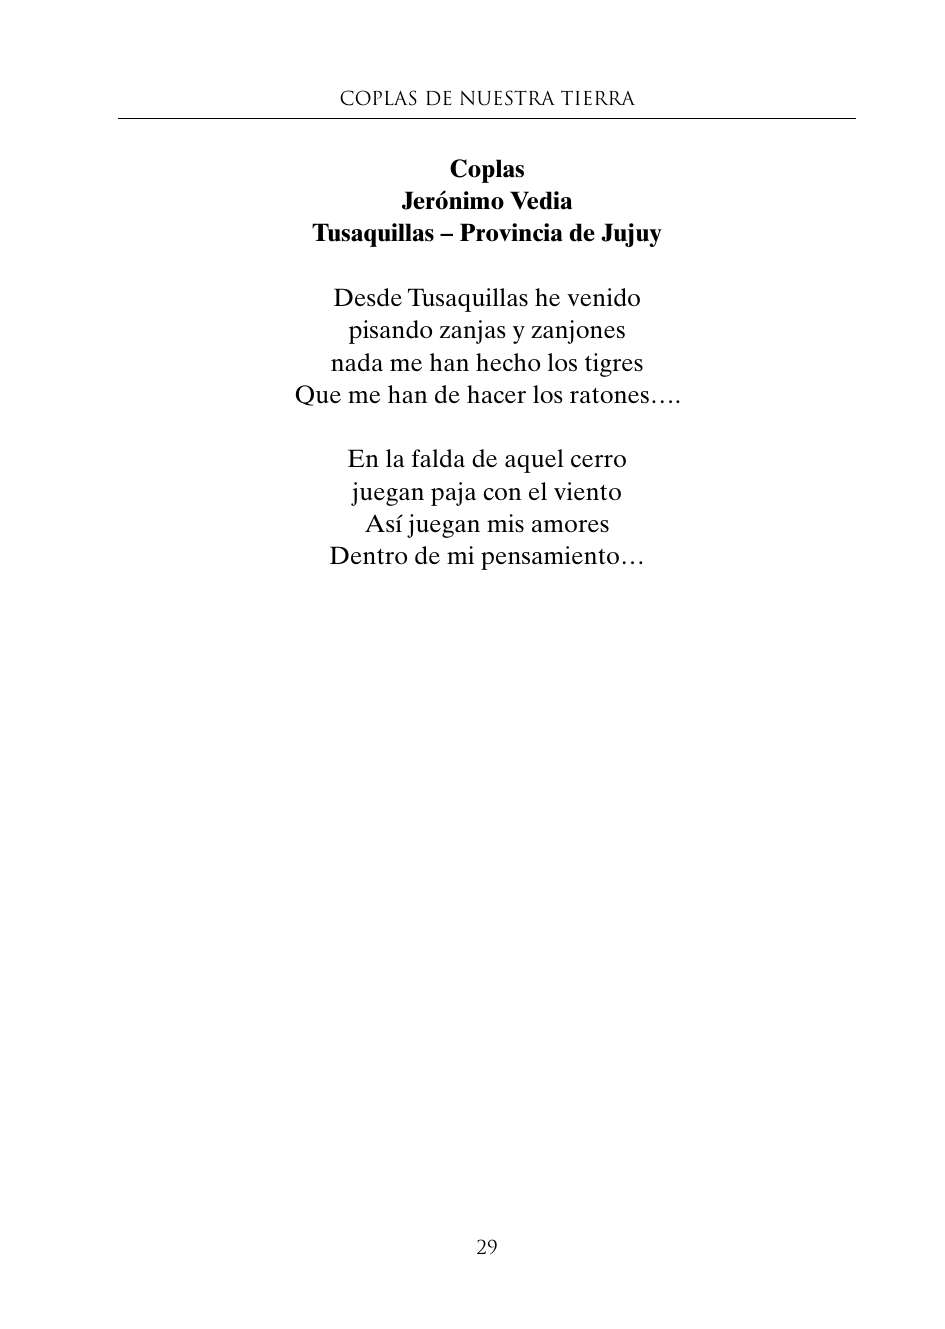 COPLAS DE NUESTRA TIERRA
Coplas
Jerónimo Vedia
Tusaquillas – Provincia de Jujuy
Desde Tusaquillas he venido
pisando zanjas y zanjones
nada me han hecho los tigres
Que me han de hacer los ratones….
En la falda de aquel cerro
juegan paja con el viento
Así juegan mis amores
Dentro de mi pensamiento…
29